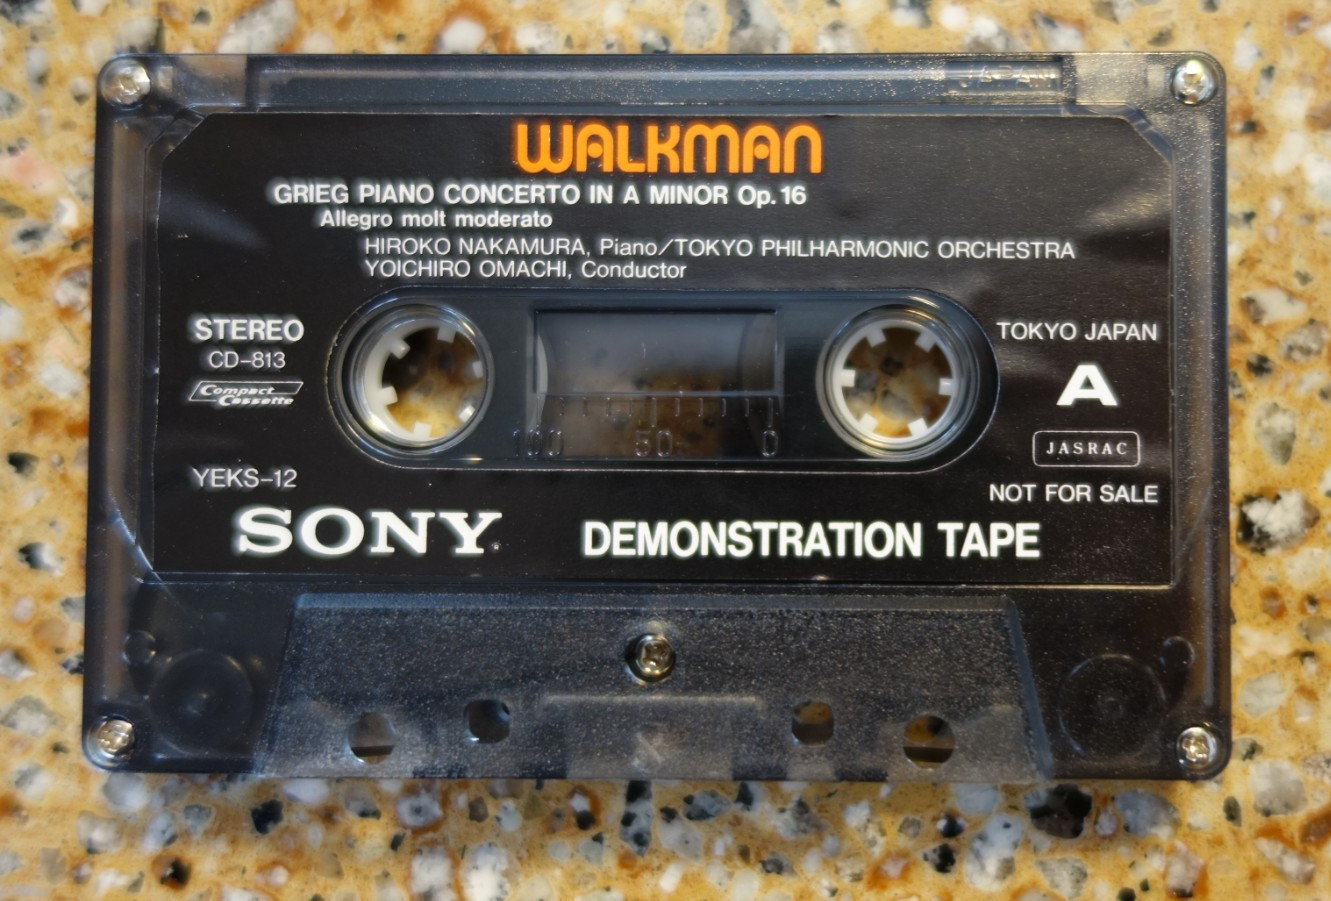 JAPAN
WALKMAN
GRIEG PIANO CONCERTO IN A MINOR Op. 16
Allegro molt moderato
HIROKO NAKAMURA, Piano/TOKYO PHILHARMONIC ORCHESTRA
YOICHIRO OMACHI, Conductor
STEREO
CD-813
Compact
Cassette
YEKS-12
100 50 0
TOKYO JAPAN
A
JASRAC
NOT FOR SALE
SONY
DEMONSTRATION TAPE